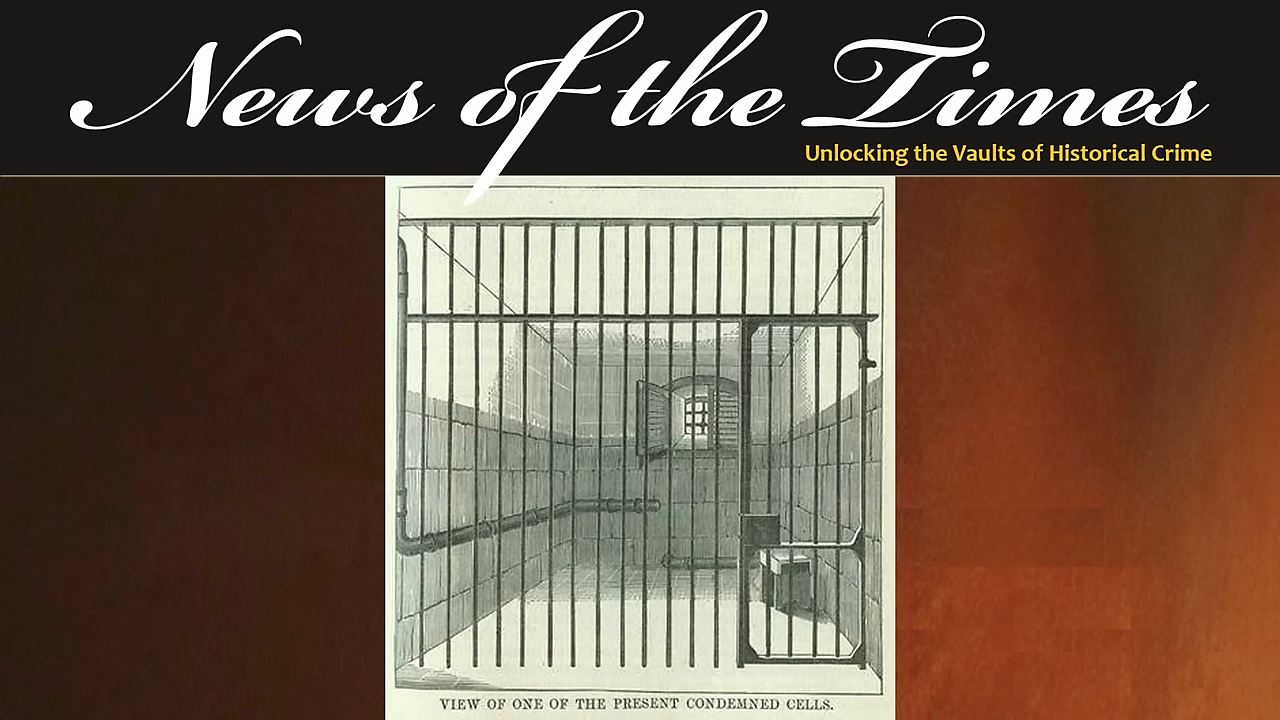 News of the Times
Unlocking the Vaults of Historical Crime
VIEW OF ONE OF THE PRESENT CONDEMNED CELLS.